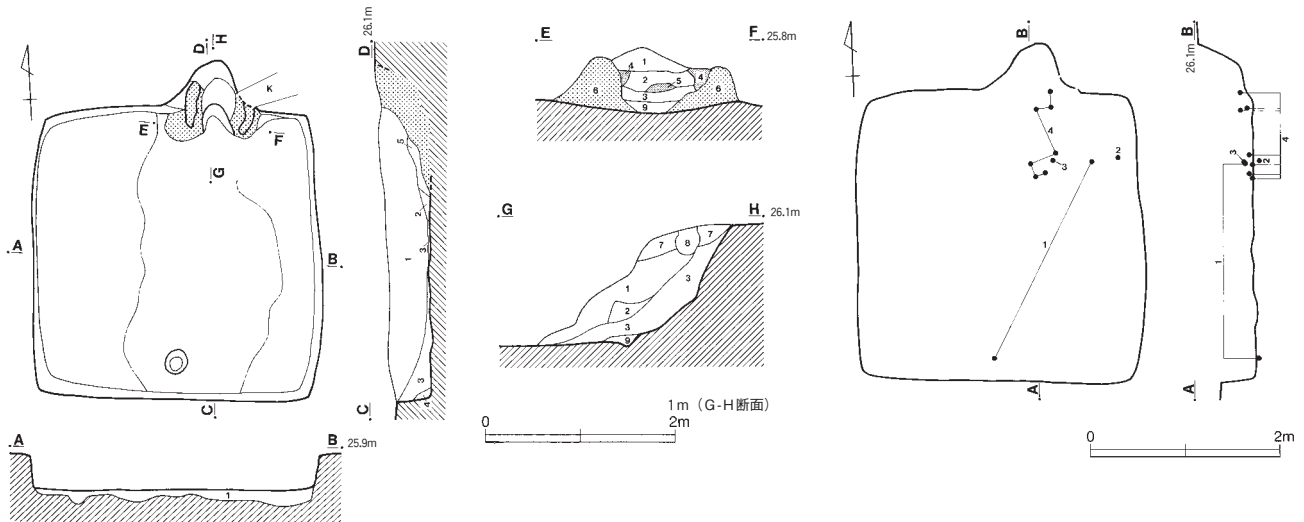 D H
K
E F
G
A B
C
A B 25.9m
1
D 26.1m
5
2
3
1
3
4
C
E F 25.8m
1
4 2 5 4
6 3 6
9
G H 26.1m
7 8 7
1 3
2
3
9
1m（G-H断面）
0 2m
B
4
3
2
1
A
B 26.1m
3 2 4
1
A
0 2m